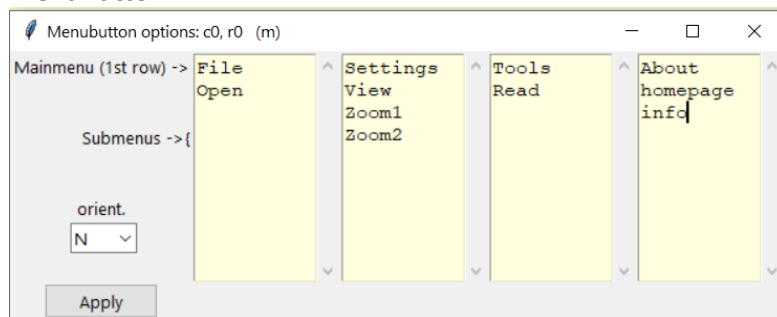 Menubutton options: c0, r0 (m)
Mainmenu (1st row) -> File Settings Tools About
Open View Read homepage
Zoom1 info
Submenus ->{ Zoom2
orient.
N
Apply